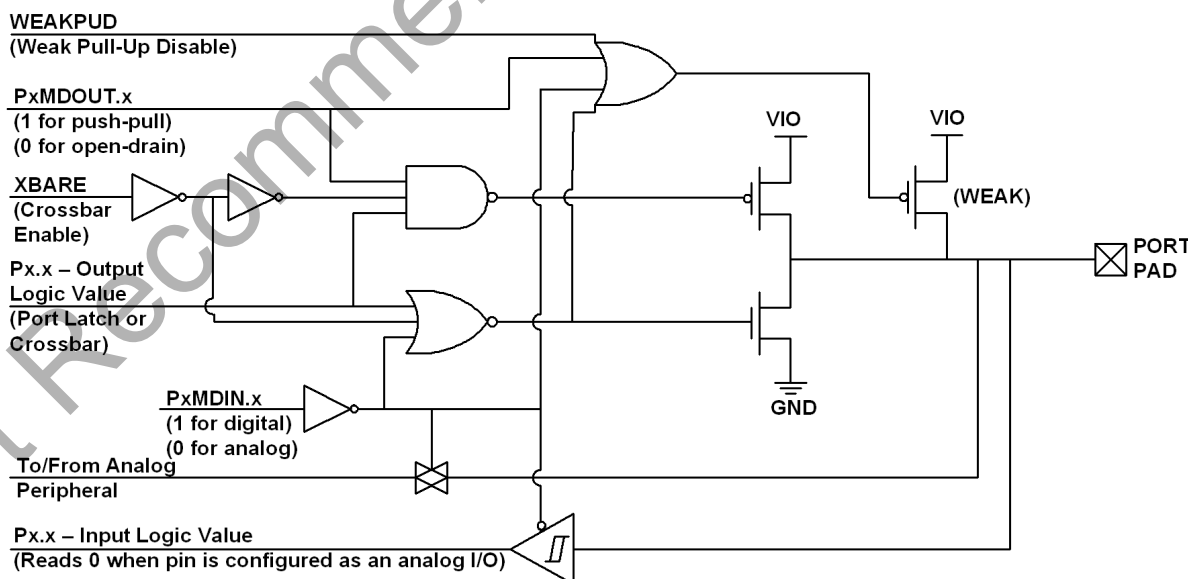 WEAKPUD
(Weak Pull-Up Disable)
PxMDOUT.x
(1 for push-pull)
(0 for open-drain)
XBARE
(Crossbar
Enable)
Px.x – Output
Logic Value
(Port Latch or
Crossbar)
PxMDIN.x
(1 for digital)
(0 for analog)
To/From Analog
Peripheral
Px.x – Input Logic Value
(Reads 0 when pin is configured as an analog I/O)
VIO
VIO
(WEAK)
PORT
PAD
GND